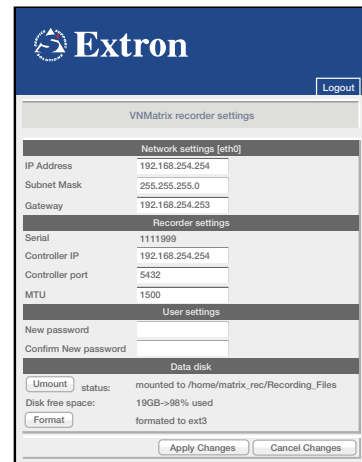 Extron
Logout
VNMatrix recorder settings
Network settings [eth0]
IP Address 192.168.254.254
Subnet Mask 255.255.255.0
Gateway 192.168.254.253
Recorder settings
Serial 1111999
Controller IP 192.168.254.254
Controller port 5432
MTU 1500
User settings
New password
Confirm New password
Data disk
Umount status: mounted to /home/matrix_rec/Recording_Files
Disk free space: 19GB->98% used
Format formated to ext3
Apply Changes Cancel Changes